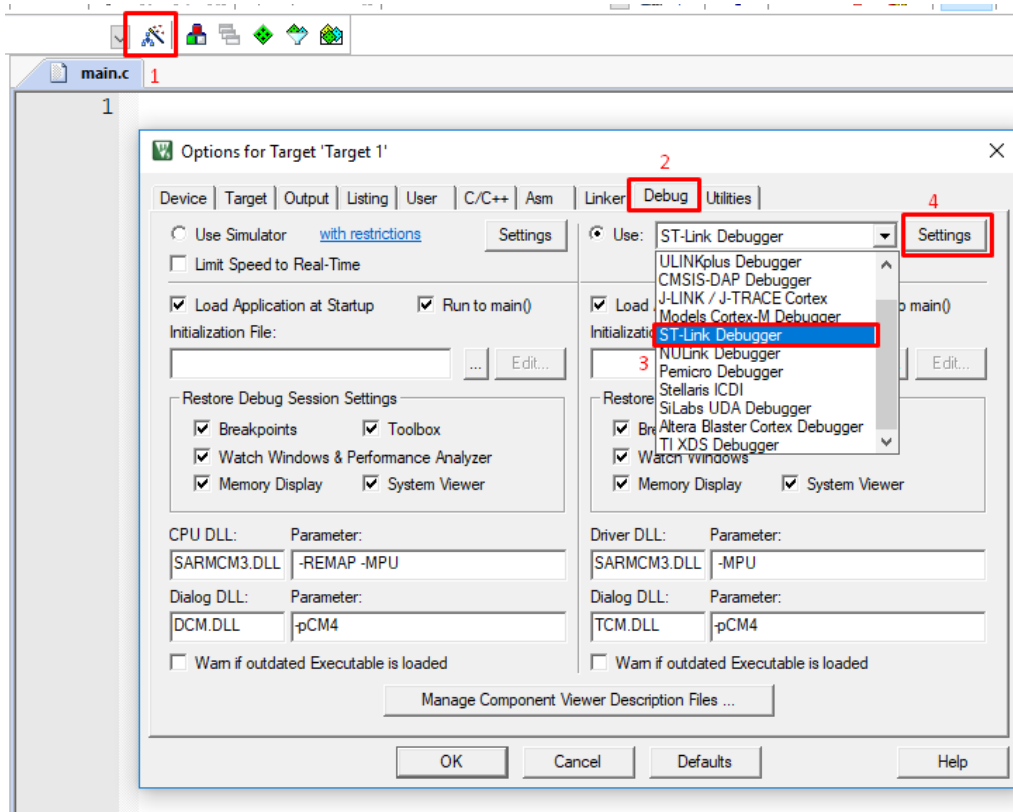 main.c
1
1
Options for Target 'Target 1'
2
Device Target Output Listing User C/C++ Asm Linker Debug Utilities
4
Use Simulator with restrictions Settings
Use: ST-Link Debugger Settings
Limit Speed to Real-Time
ULINKplus Debugger
CMSIS-DAP Debugger
J-LINK / J-TRACE Cortex
Models Cortex-M Debugger
ST-Link Debugger
NULink Debugger
Pemicro Debugger
Stellaris ICDI
SiLabs UDA Debugger
Altera Blaster Cortex Debugger
TI XDS Debugger
3
Load Application at Startup Run to main()
Initialization File:
... Edit...
Restore Debug Session Settings
Breakpoints Toolbox
Watch Windows & Performance Analyzer
Memory Display System Viewer
CPU DLL: Parameter:
SARMCM3.DLL -REMAP -MPU
Dialog DLL: Parameter:
DCM.DLL -pCM4
Warn if outdated Executable is loaded
Load main()
Edit...
Restore
Watch Windows
Memory Display System Viewer
Driver DLL: Parameter:
SARMCM3.DLL -MPU
Dialog DLL: Parameter:
TCM.DLL -pCM4
Warn if outdated Executable is loaded
Manage Component Viewer Description Files ...
OK Cancel Defaults Help